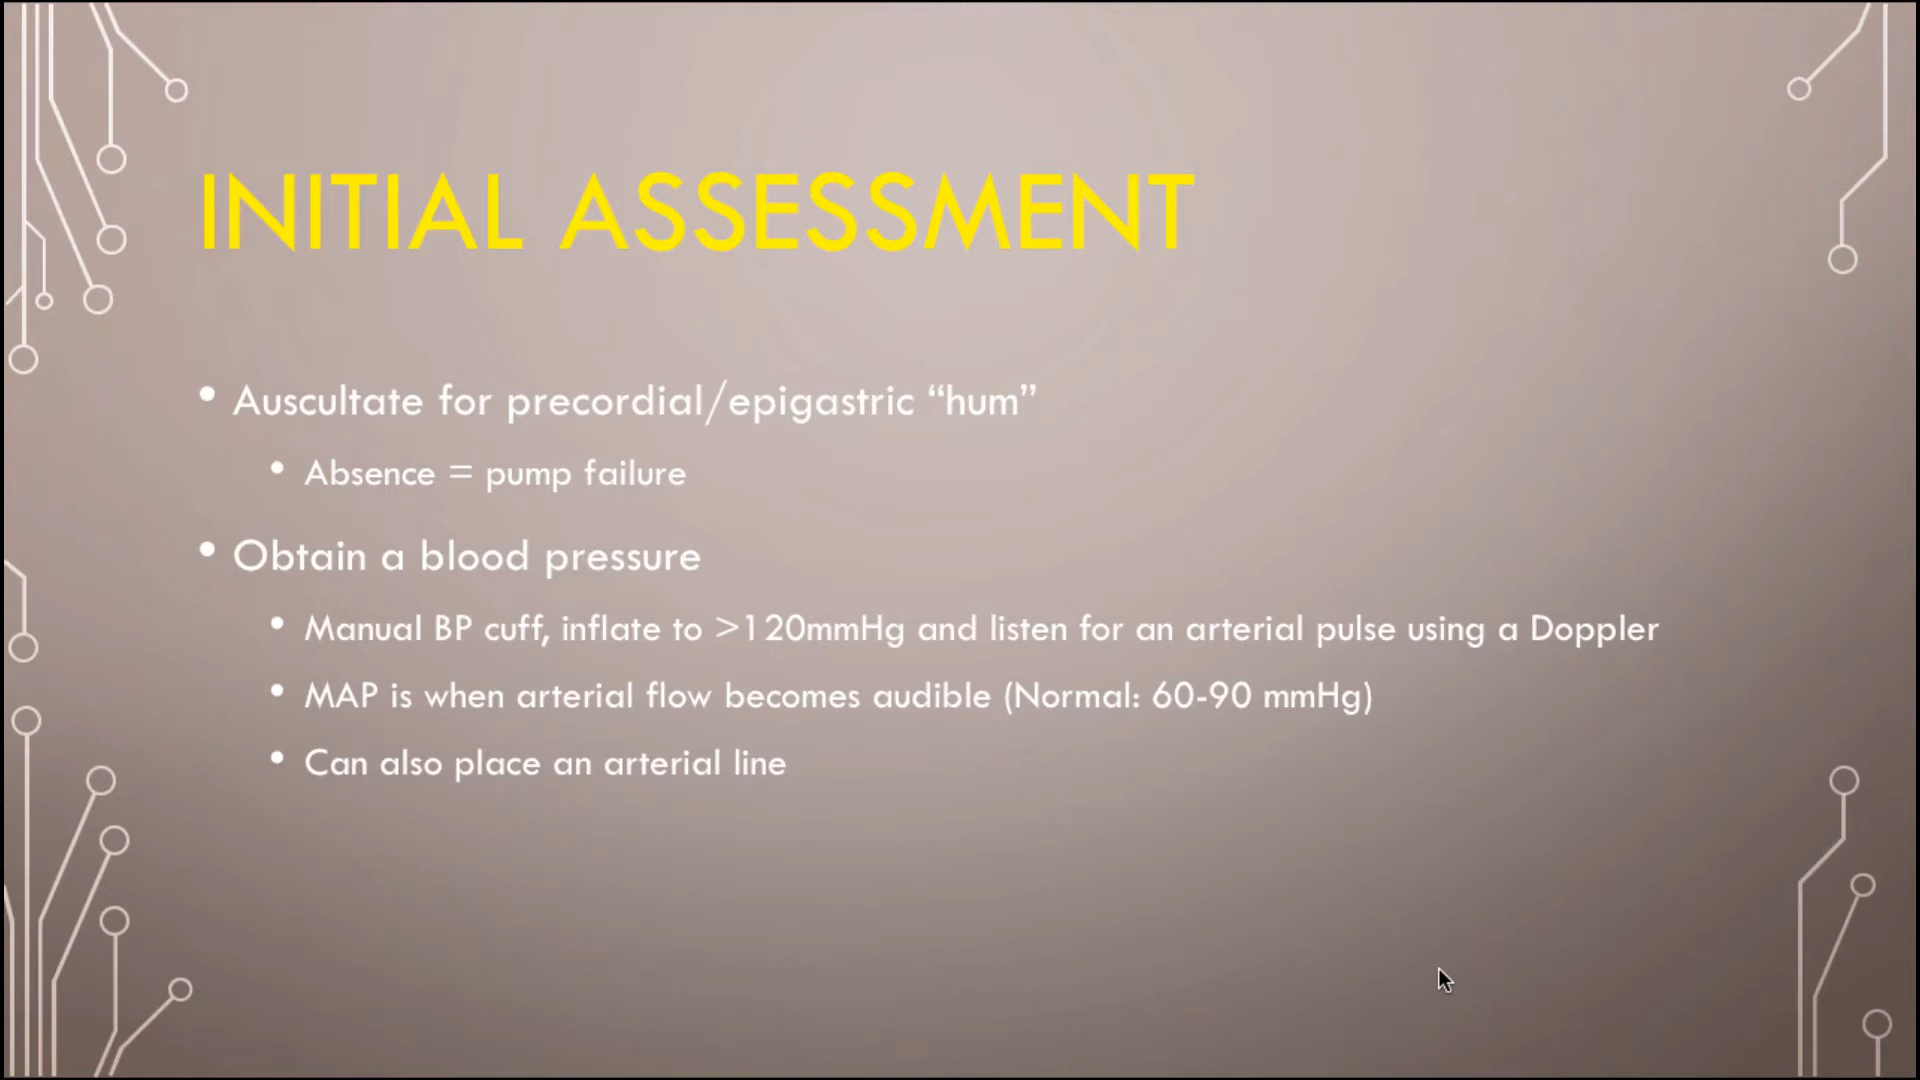 INITIAL ASSESSMENT
• Auscultate for precordial/epigastric “hum”
• Absence = pump failure
• Obtain a blood pressure
• Manual BP cuff, inflate to >120mmHg and listen for an arterial pulse using a Doppler
• MAP is when arterial flow becomes audible (Normal: 60-90 mmHg)
• Can also place an arterial line